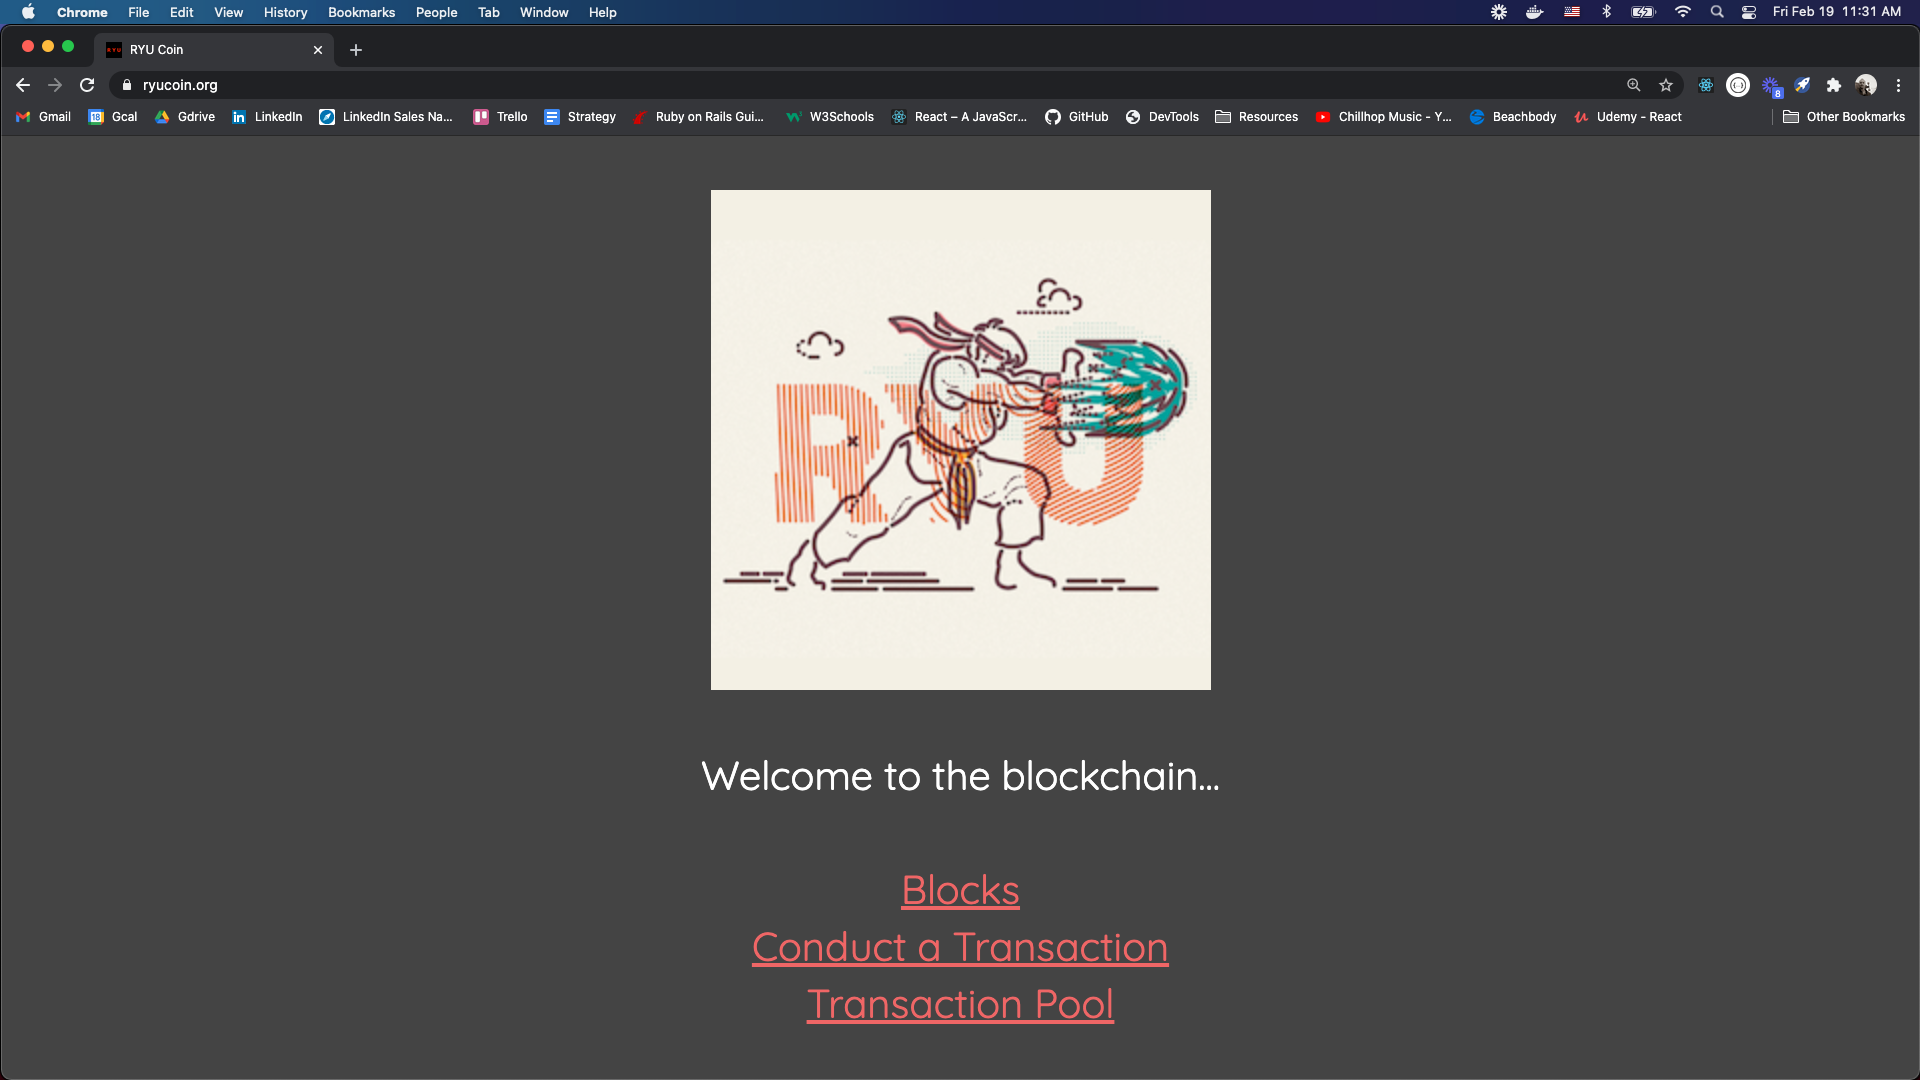 Chrome File Edit View History Bookmarks People Tab Window Help Fri Feb 19 11:31 AM
RYU Coin
ryucoin.org
8
Gmail 18 Gcal Gdrive LinkedIn LinkedIn Sales Na... Trello Strategy Ruby on Rails Gui... W3Schools React – A JavaScr... GitHub DevTools Resources Chillhop Music - Y... Beachbody Udemy - React Other Bookmarks
RYU
Welcome to the blockchain...
Blocks
Conduct a Transaction
Transaction Pool